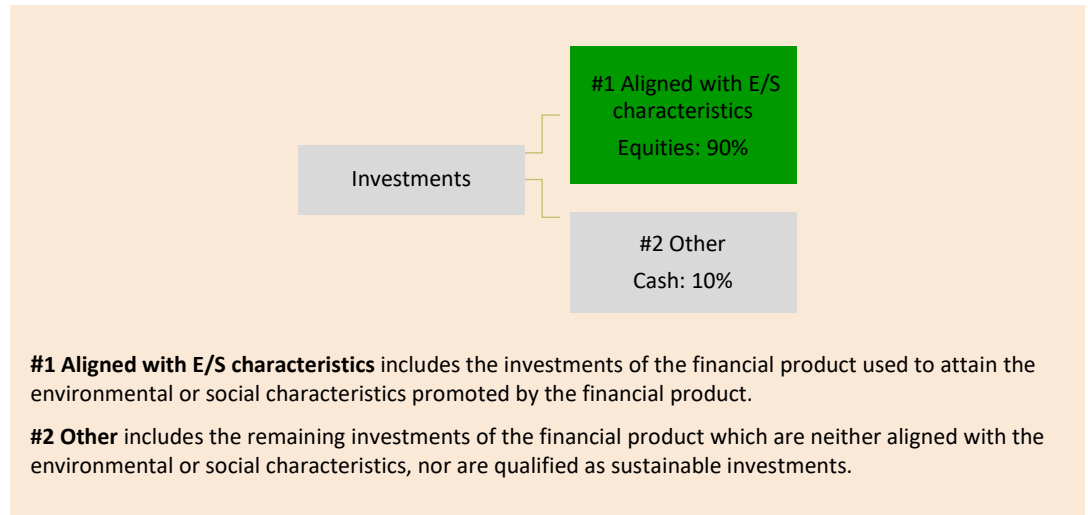 #1 Aligned with E/S
characteristics
Equities: 90%
Investments
#2 Other
Cash: 10%
#1 Aligned with E/S characteristics includes the investments of the financial product used to attain the
environmental or social characteristics promoted by the financial product.
#2 Other includes the remaining investments of the financial product which are neither aligned with the
environmental or social characteristics, nor are qualified as sustainable investments.